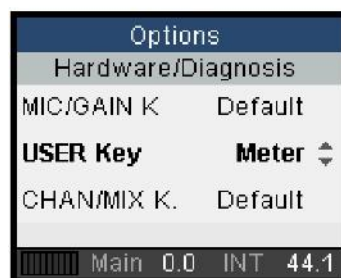 Options
Hardware/Diagnosis
MIC/GAIN K Default
USER Key Meter
CHAN/MIX K. Default
Main 0.0 INT 44.1